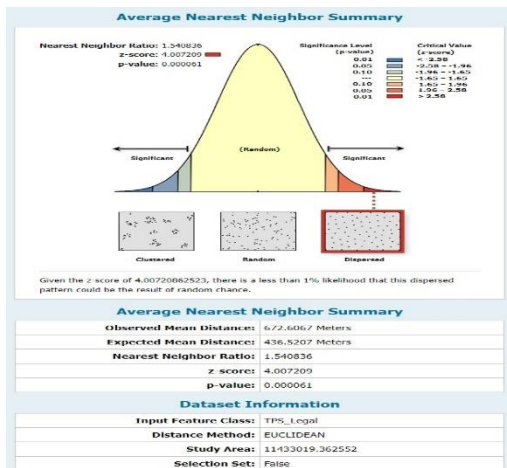 Average Nearest Neighbor Summary
Nearest Neighbor Ratio: 1.540836
z-score: 4.007209
p-value: 0.000061
Significance Level (p-value)
Critical Value (z-score)
0.01 < -2.58
0.05 -2.58 - -1.96
0.10 -1.96 - -1.65
--- -1.65 - 1.65
0.10 1.65 - 1.96
0.05 1.96 - 2.58
0.01 > 2.58
(Random)
Significant
Significant
Clustered
Random
Dispersed
Given the z-score of 4.00720862523, there is a less than 1% likelihood that this dispersed
pattern could be the result of random chance.
Average Nearest Neighbor Summary
Observed Mean Distance: 672.6067 Meters
Expected Mean Distance: 436.5207 Meters
Nearest Neighbor Ratio: 1.540836
z-score: 4.007209
p-value: 0.000061
Dataset Information
Input Feature Class: TPS_Legal
Distance Method: EUCLIDEAN
Study Area: 11433019.362552
Selection Set: False